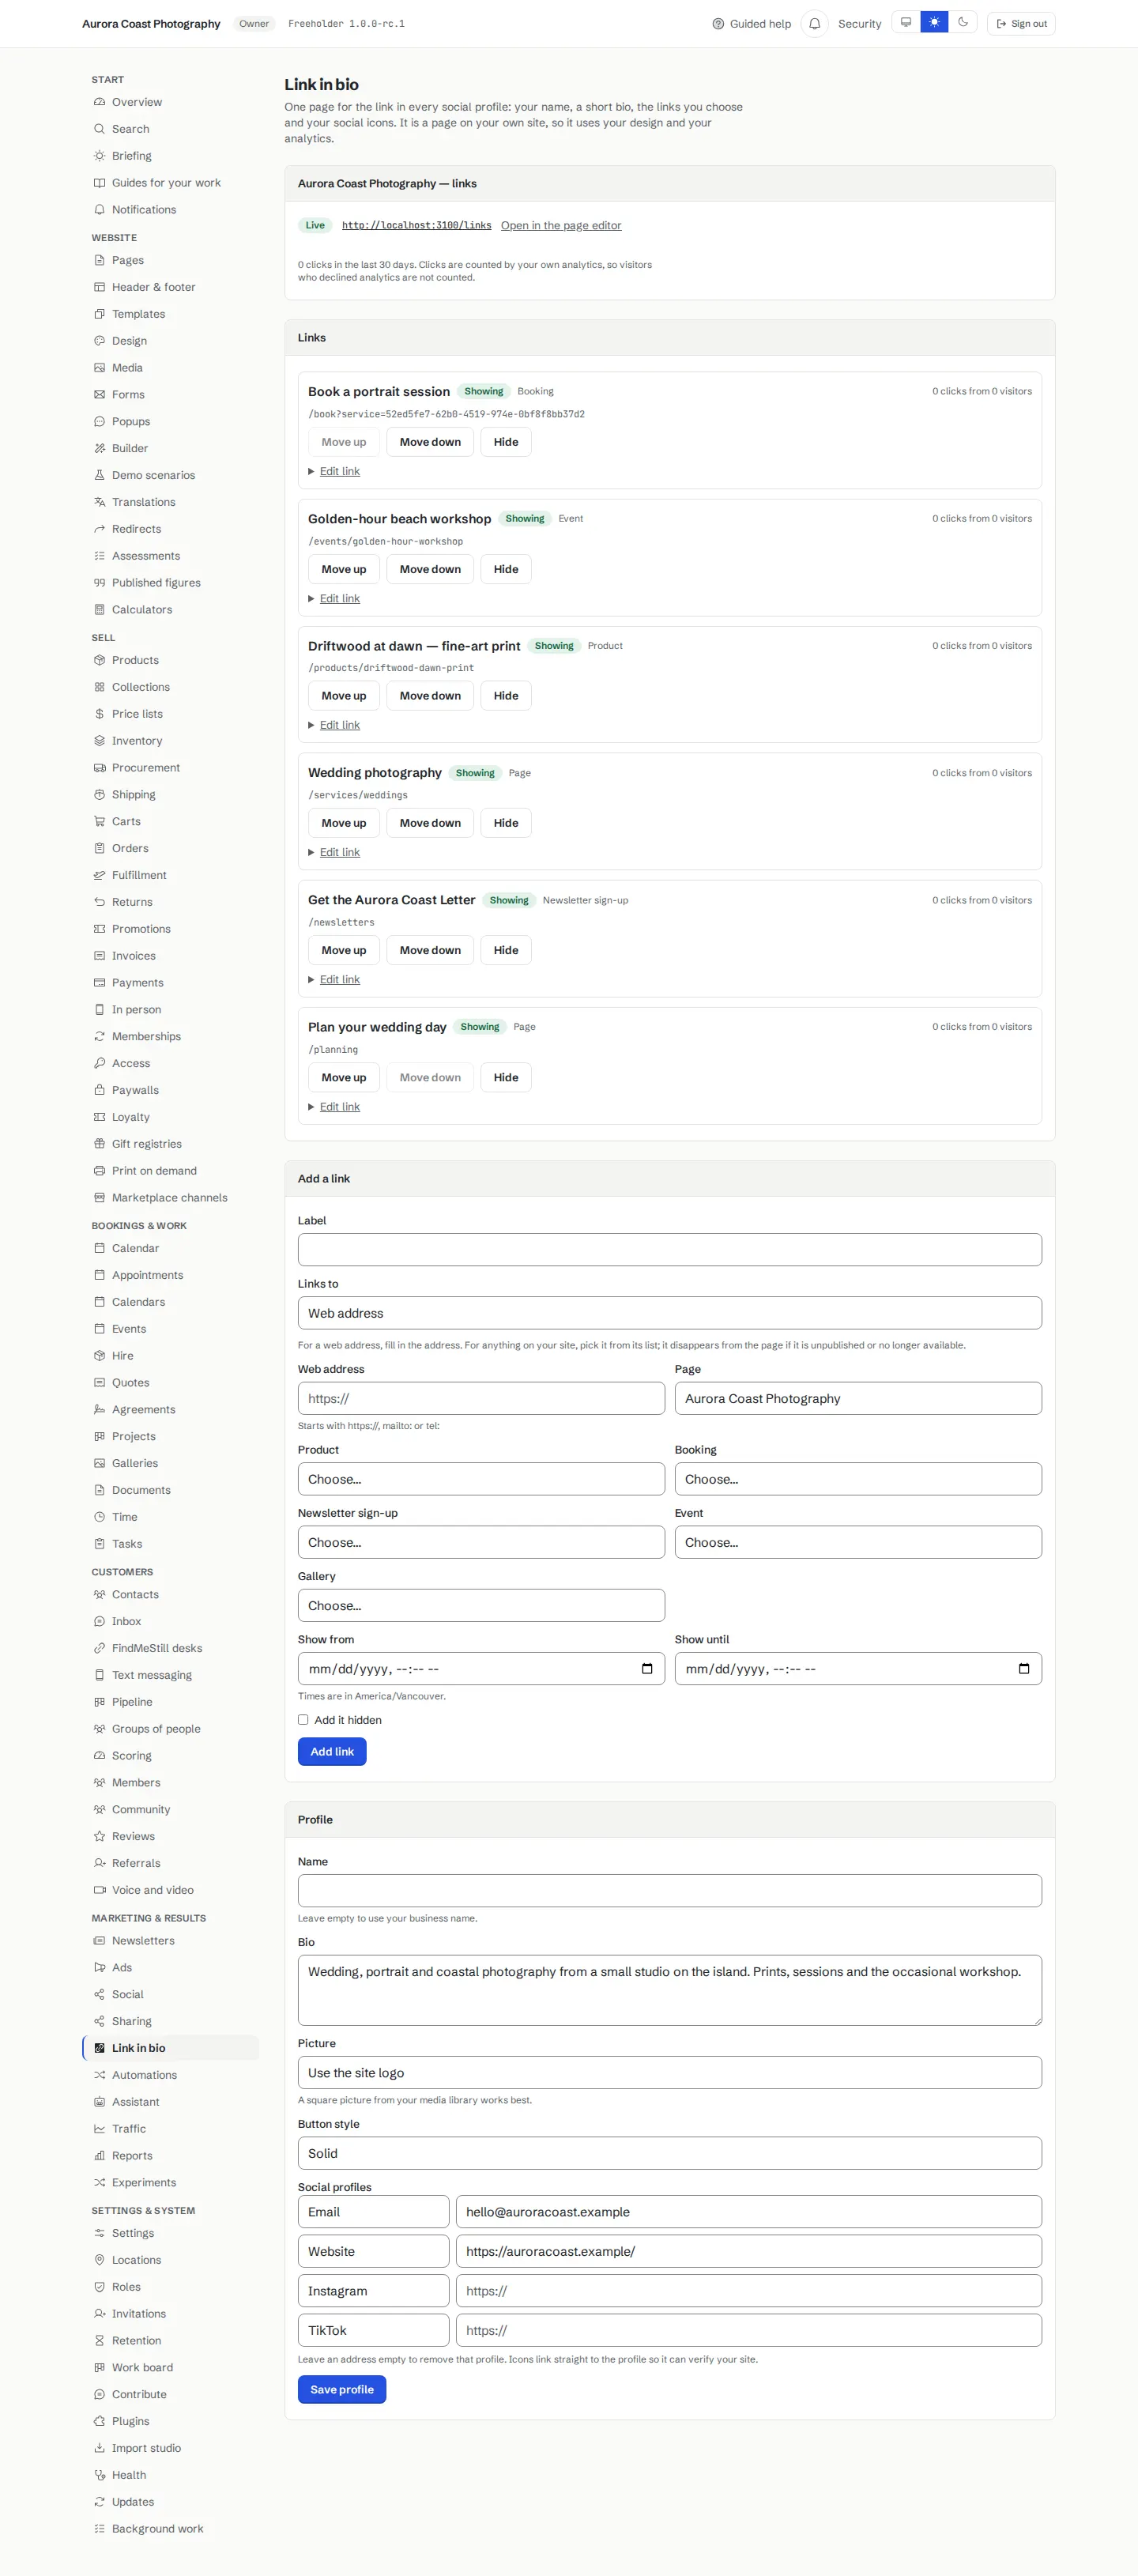 Aurora Coast Photography Owner Freeholder 1.0.0-rc.1 Guided help Security Sign out
START
Overview
Search
Briefing
Guides for your work
Notifications
WEBSITE
Pages
Header & footer
Templates
Design
Media
Forms
Popups
Builder
Demo scenarios
Translations
Redirects
Assessments
Published figures
Calculators
SELL
Products
Collections
Price lists
Inventory
Procurement
Shipping
Carts
Orders
Fulfillment
Returns
Promotions
Invoices
Payments
In person
Memberships
Access
Paywalls
Loyalty
Gift registries
Print on demand
Marketplace channels
BOOKINGS & WORK
Calendar
Appointments
Calendars
Events
Hire
Quotes
Agreements
Projects
Galleries
Documents
Time
Tasks
CUSTOMERS
Contacts
Inbox
FindMeStill desks
Text messaging
Pipeline
Groups of people
Scoring
Members
Community
Reviews
Referrals
Voice and video
MARKETING & RESULTS
Newsletters
Ads
Social
Sharing
Link in bio
Automations
Assistant
Traffic
Reports
Experiments
SETTINGS & SYSTEM
Settings
Locations
Roles
Invitations
Retention
Work board
Contribute
Plugins
Import studio
Health
Updates
Background work
Link in bio
One page for the link in every social profile: your name, a short bio, the links you choose
and your social icons. It is a page on your own site, so it uses your design and your
analytics.
Aurora Coast Photography — links
Live http://localhost:3100/links Open in the page editor
0 clicks in the last 30 days. Clicks are counted by your own analytics, so visitors
who declined analytics are not counted.
Links
Book a portrait session Showing Booking 0 clicks from 0 visitors
/book?service=52ed5fe7-62b0-4519-974e-0bf8f8bb37d2
Move up Move down Hide
Edit link
Golden-hour beach workshop Showing Event 0 clicks from 0 visitors
/events/golden-hour-workshop
Move up Move down Hide
Edit link
Driftwood at dawn — fine-art print Showing Product 0 clicks from 0 visitors
/products/driftwood-dawn-print
Move up Move down Hide
Edit link
Wedding photography Showing Page 0 clicks from 0 visitors
/services/weddings
Move up Move down Hide
Edit link
Get the Aurora Coast Letter Showing Newsletter sign-up 0 clicks from 0 visitors
/newsletters
Move up Move down Hide
Edit link
Plan your wedding day Showing Page 0 clicks from 0 visitors
/planning
Move up Move down Hide
Edit link
Add a link
Label
Links to
Web address
For a web address, fill in the address. For anything on your site, pick it from its list; it disappears from the page if it is unpublished or no longer available.
Web address Page
https:// Aurora Coast Photography
Starts with https://, mailto: or tel:
Product Booking
Choose... Choose...
Newsletter sign-up Event
Choose... Choose...
Gallery
Choose...
Show from Show until
mm/dd/yyyy, --:-- -- mm/dd/yyyy, --:-- --
Times are in America/Vancouver.
Add it hidden
Add link
Profile
Name
Leave empty to use your business name.
Bio
Wedding, portrait and coastal photography from a small studio on the island. Prints, sessions and the occasional workshop.
Picture
Use the site logo
A square picture from your media library works best.
Button style
Solid
Social profiles
Email hello@auroracoast.example
Website https://auroracoast.example/
Instagram https://
TikTok https://
Leave an address empty to remove that profile. Icons link straight to the profile so it can verify your site.
Save profile